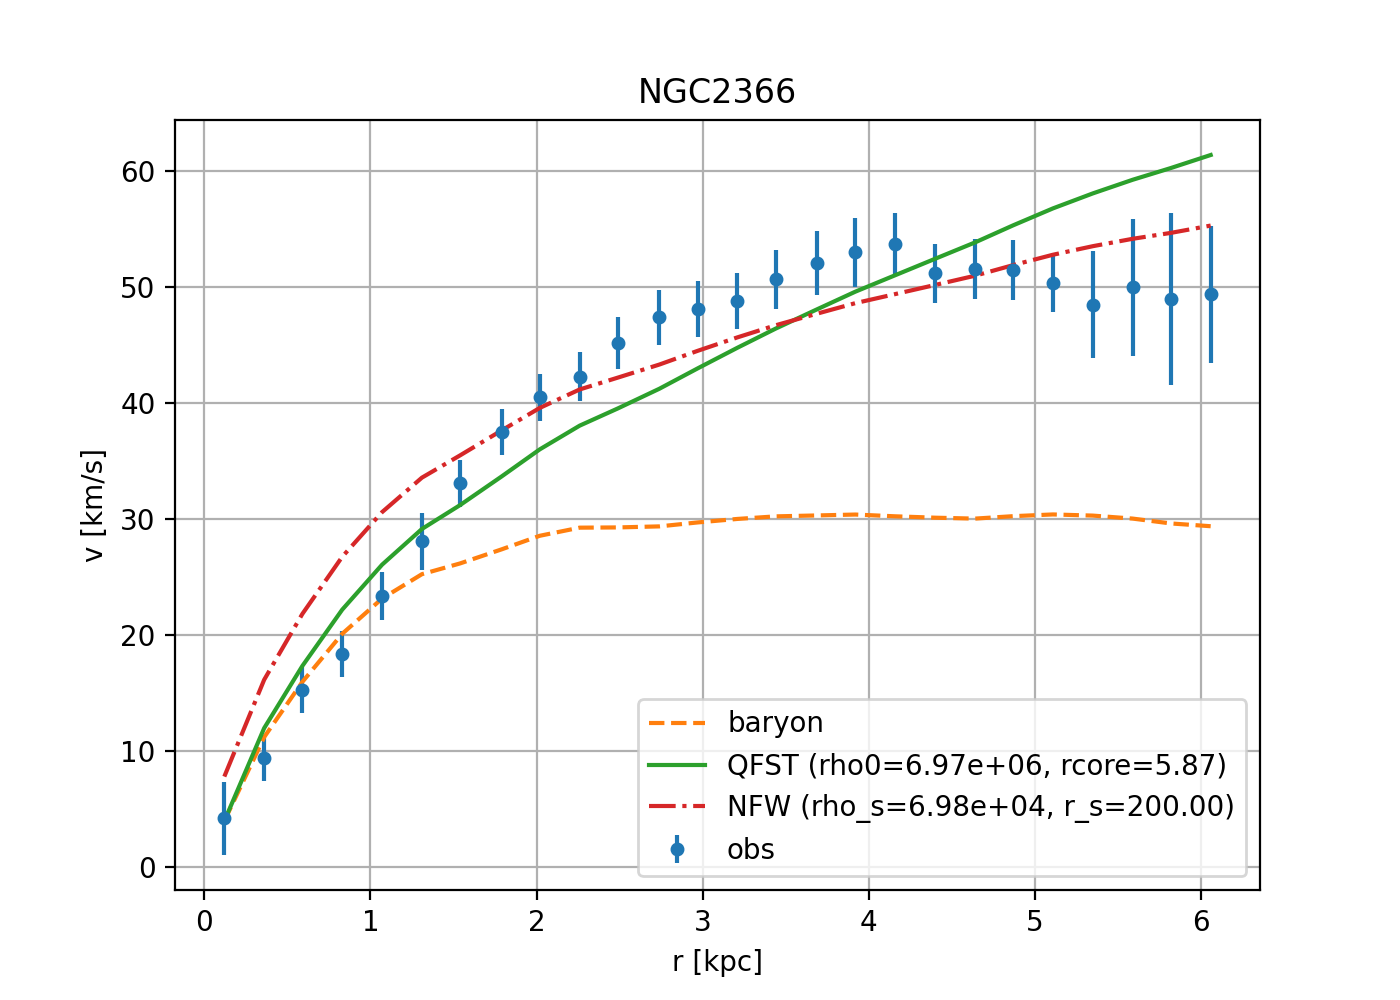 NGC2366
v [km/s]
60
50
40
30
20
10
0
baryon
QFST (rho0=6.97e+06, rcore=5.87)
NFW (rho_s=6.98e+04, r_s=200.00)
obs
0 1 2 3 4 5 6
r [kpc]